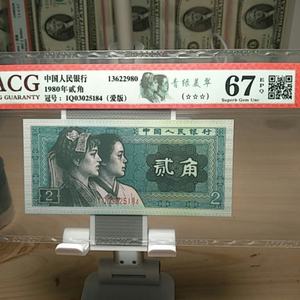 ACG
G GUARANTY
中国人民银行
1980年贰角
冠号：1Q03025184（爱版）
13622980
青绿美翠
(☆☆☆)
67 EPQ
Superb Gem Unc
中国人民银行
贰角
2
1Q03025184
2